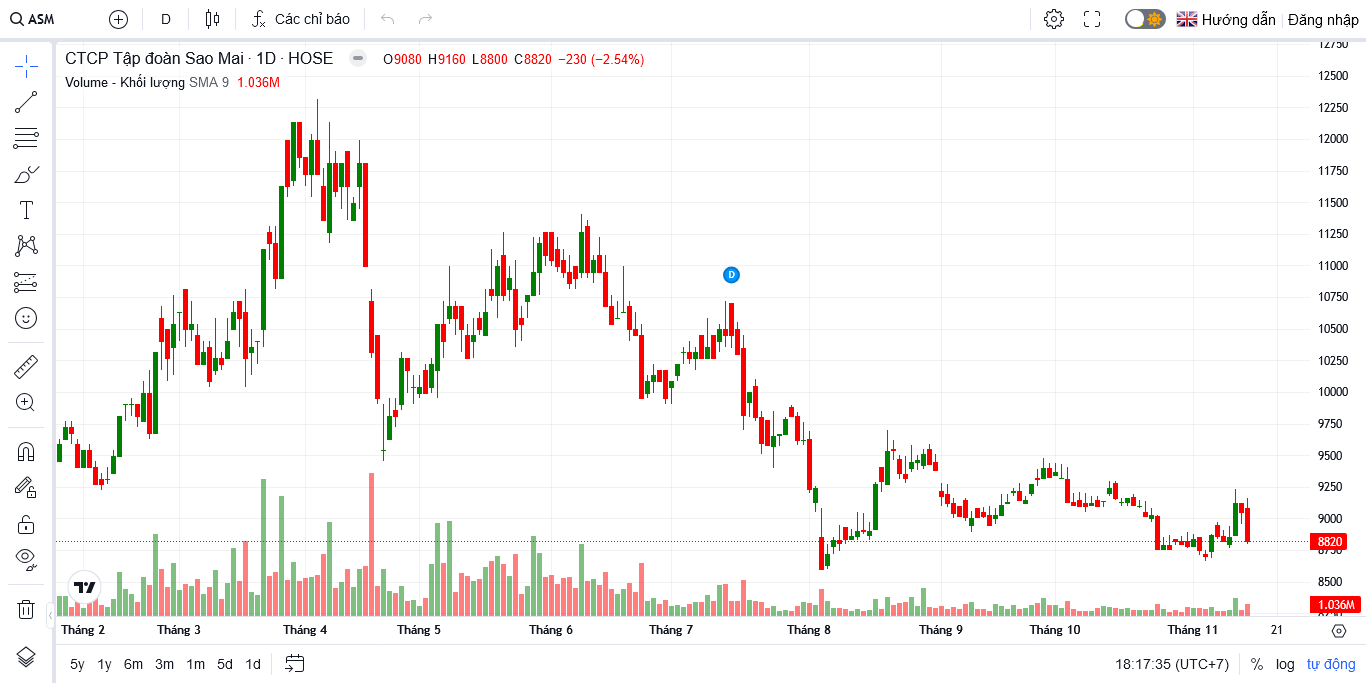 ASM D Các chỉ báo Hướng dẫn Đăng nhập
CTCP Tập đoàn Sao Mai · 1D · HOSE O9080 H9160 L8800 C8820 −230 (−2.54%)
Volume - Khối lượng SMA 9 1.036M
12750
12500
12250
12000
11750
11500
11250
11000
D
10750
10500
10250
10000
9750
9500
9250
9000
8820
8750
8500
1.036M
Tháng 2 Tháng 3 Tháng 4 Tháng 5 Tháng 6 Tháng 7 Tháng 8 Tháng 9 Tháng 10 Tháng 11 21
5y 1y 6m 3m 1m 5d 1d 18:17:35 (UTC+7) % log tự động